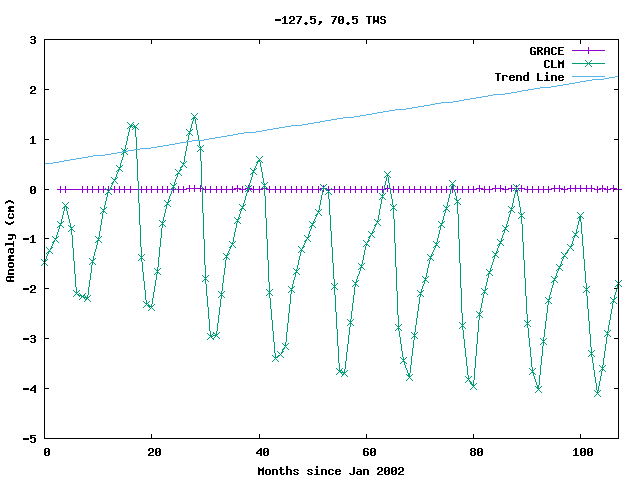 -127.5, 70.5 TWS
GRACE
CLM
Trend Line
3
2
1
0
-1
-2
-3
-4
-5
Anomaly (cm)
0 20 40 60 80 100
Months since Jan 2002